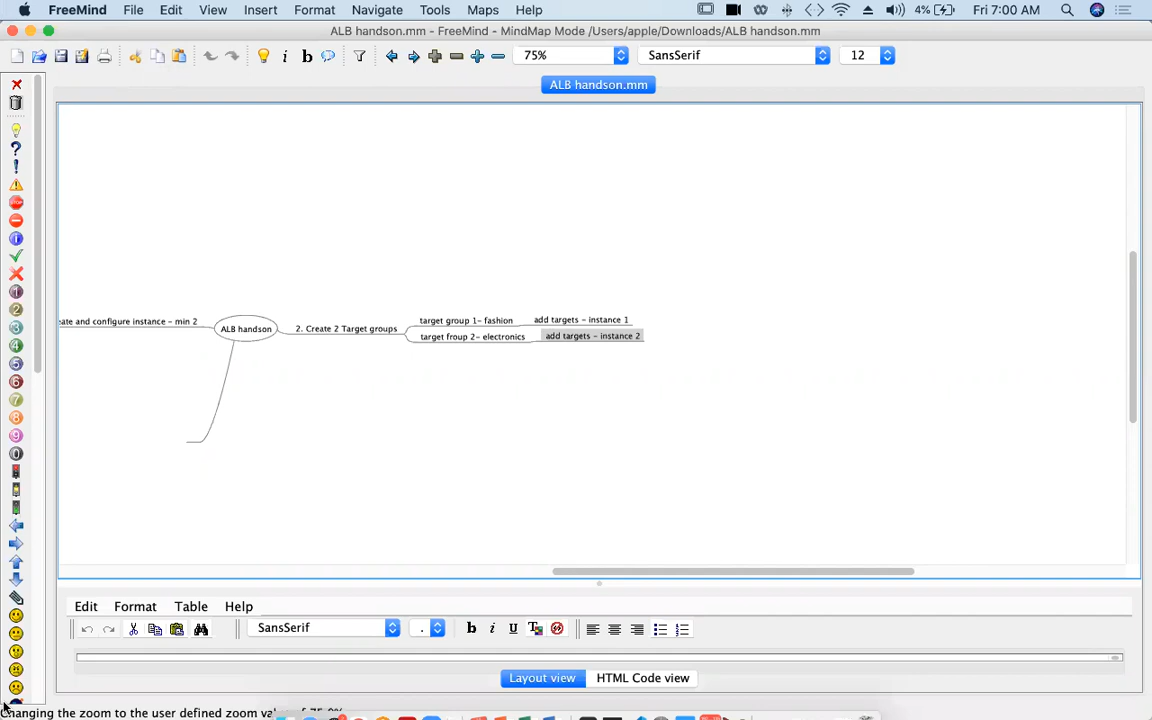 FreeMind File Edit View Insert Format Navigate Tools Maps Help 4% Fri 7:00 AM
ALB handson.mm - FreeMind - MindMap Mode /Users/apple/Downloads/ALB handson.mm
75% SansSerif 12
ALB handson.mm
eate and configure instance - min 2
ALB handson
2. Create 2 Target groups
target group 1- fashion
add targets - instance 1
target froup 2- electronics
add targets - instance 2
Edit Format Table Help
SansSerif .
Layout view HTML Code view
Changing the zoom to the user defined zoom